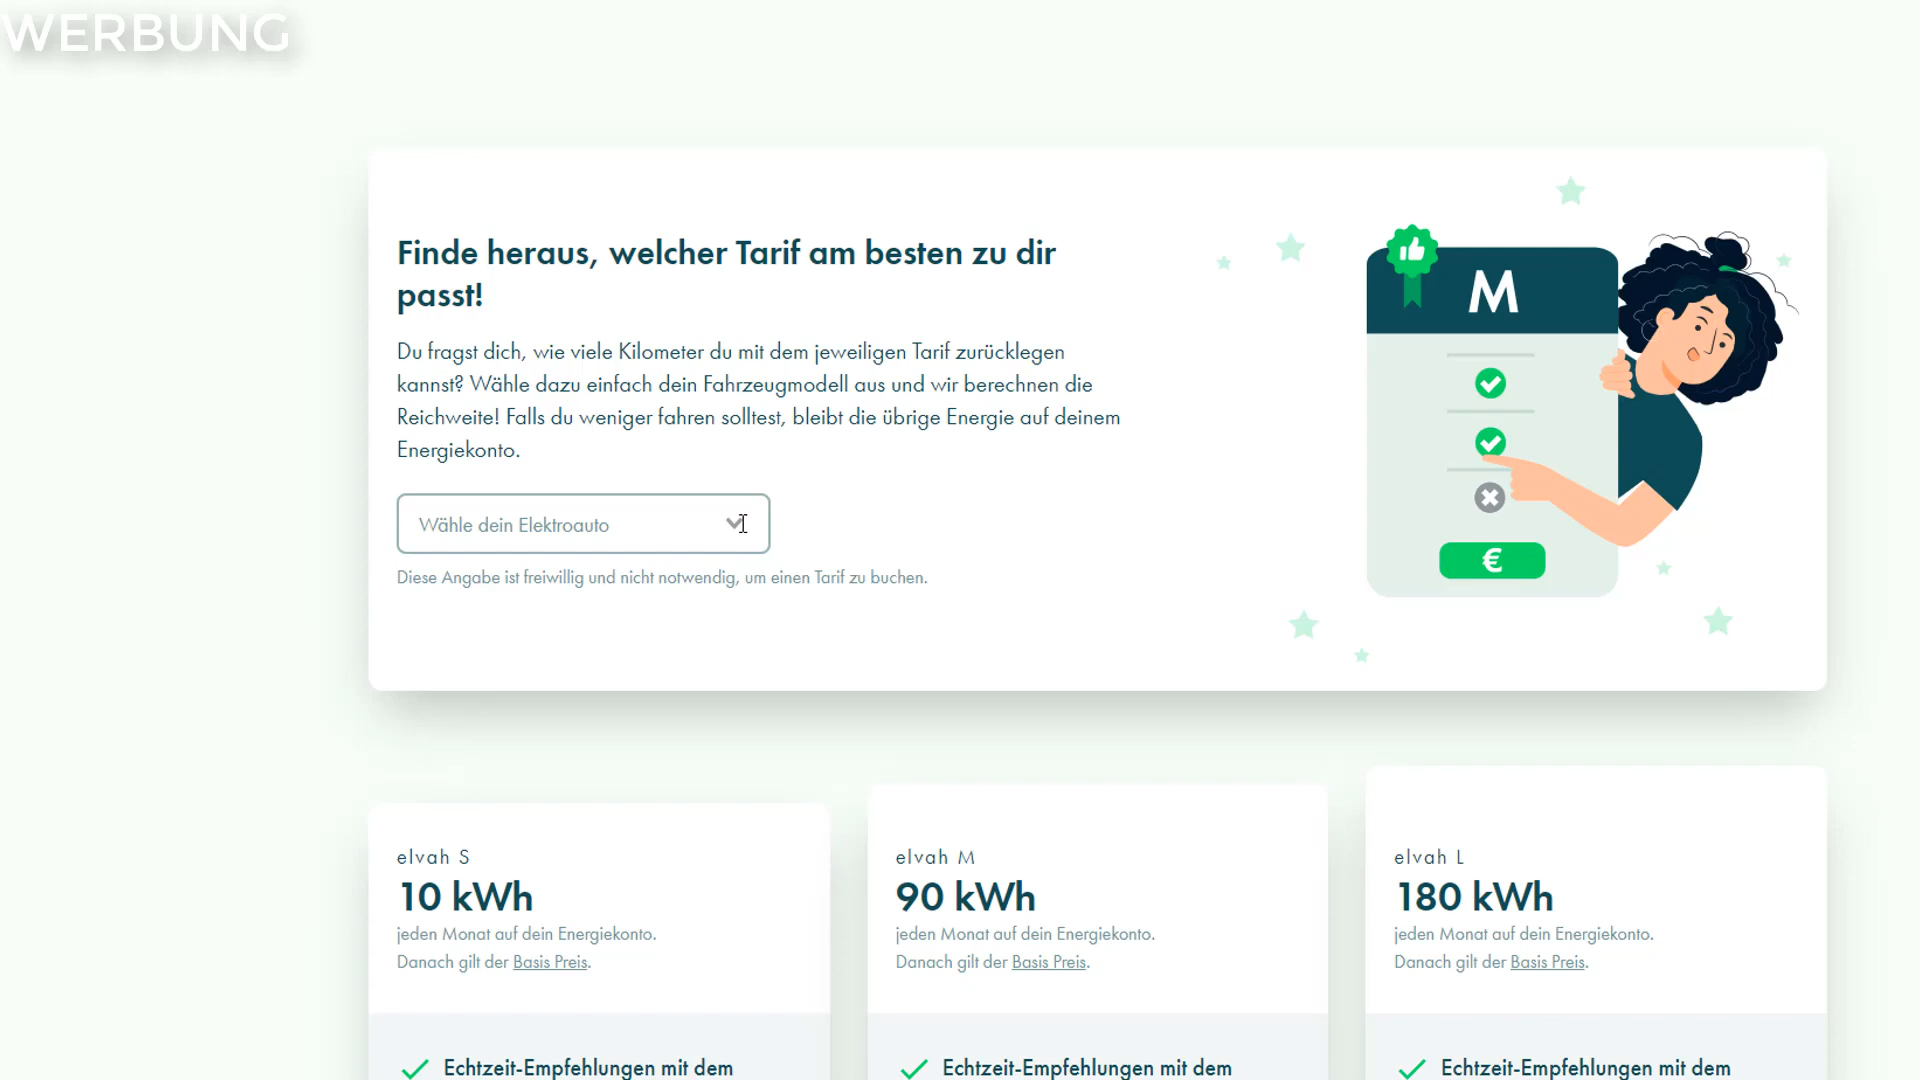 WERBUNG
Finde heraus, welcher Tarif am besten zu dir
passt!
Du fragst dich, wie viele Kilometer du mit dem jeweiligen Tarif zurücklegen
kannst? Wähle dazu einfach dein Fahrzeugmodell aus und wir berechnen die
Reichweite! Falls du weniger fahren solltest, bleibt die übrige Energie auf deinem
Energiekonto.
Wähle dein Elektroauto
Diese Angabe ist freiwillig und nicht notwendig, um einen Tarif zu buchen.
M
€
elvah S
10 kWh
jeden Monat auf dein Energiekonto.
Danach gilt der Basis Preis.
Echtzeit-Empfehlungen mit dem
elvah M
90 kWh
jeden Monat auf dein Energiekonto.
Danach gilt der Basis Preis.
Echtzeit-Empfehlungen mit dem
elvah L
180 kWh
jeden Monat auf dein Energiekonto.
Danach gilt der Basis Preis.
Echtzeit-Empfehlungen mit dem